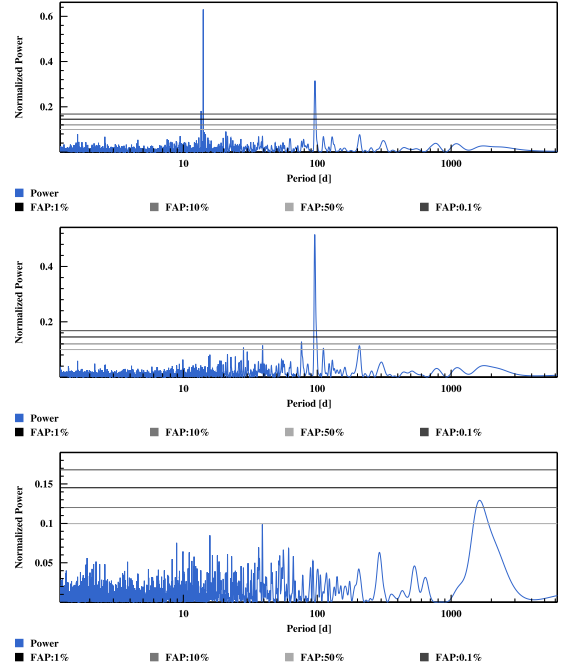 Normalized Power
0.6
0.4
0.2
10
100
1000
Period [d]
Power
FAP:1% FAP:10% FAP:50% FAP:0.1%
Normalized Power
0.4
0.2
10
100
1000
Period [d]
Power
FAP:1% FAP:10% FAP:50% FAP:0.1%
Normalized Power
0.15
0.1
0.05
10
100
1000
Period [d]
Power
FAP:1% FAP:10% FAP:50% FAP:0.1%